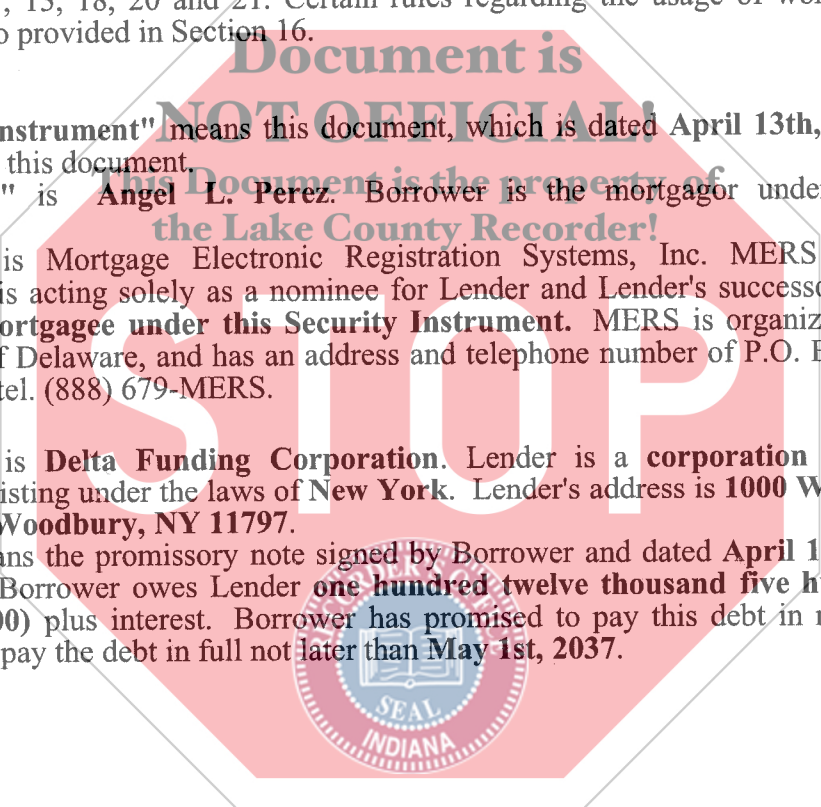 , 15, 18, 20 and 21. Certain rules regarding the usage of wor
o provided in Section 16.
Document is
NOT OFFICIAL!
nstrument" means this document, which is dated April 13th,
this document.
This Document is the property of
" is Angel L. Perez. Borrower is the mortgagor unde
the Lake County Recorder!
is Mortgage Electronic Registration Systems, Inc. MERS
is acting solely as a nominee for Lender and Lender's successo
ortgagee under this Security Instrument. MERS is organiz
f Delaware, and has an address and telephone number of P.O. B
tel. (888) 679-MERS.
STOP
is Delta Funding Corporation. Lender is a corporation
isting under the laws of New York. Lender's address is 1000 W
Woodbury, NY 11797.
ans the promissory note signed by Borrower and dated April 1
Borrower owes Lender one hundred twelve thousand five h
00) plus interest. Borrower has promised to pay this debt in
pay the debt in full not later than May 1st, 2037.
SEAL
INDIANA